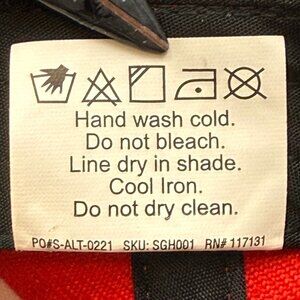 Hand wash cold.
Do not bleach.
Line dry in shade.
Cool Iron.
Do not dry clean.
PO#S-ALT-0221 SKU: SGH001 RN# 117131